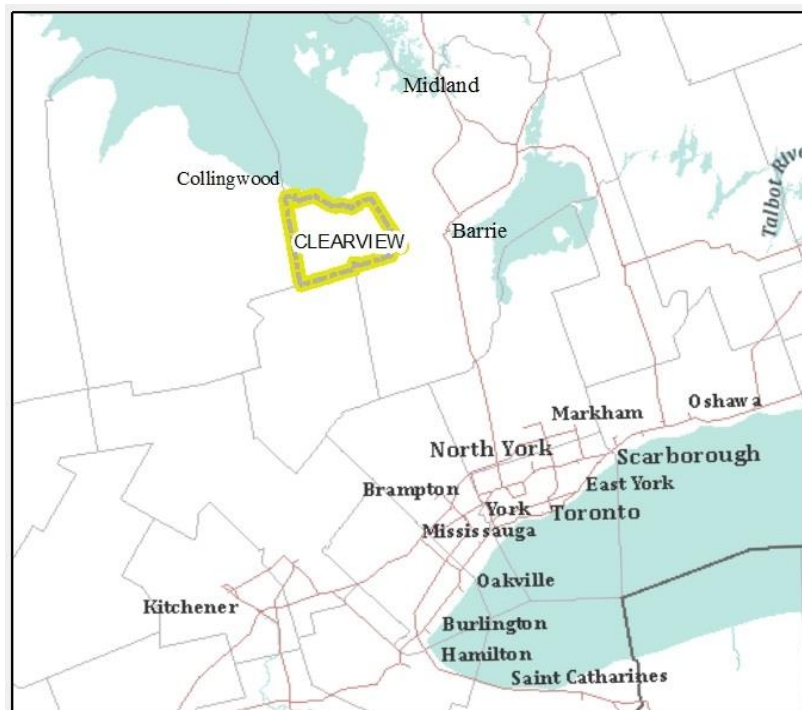 Midland
Collingwood
Talbot Rive
Barrie
CLEARVIEW
Oshawa
Markham
North York
Scarborough
Brampton
East York
York
Toronto
Mississauga
Oakville
Kitchener
Burlington
Hamilton
Saint Catharines